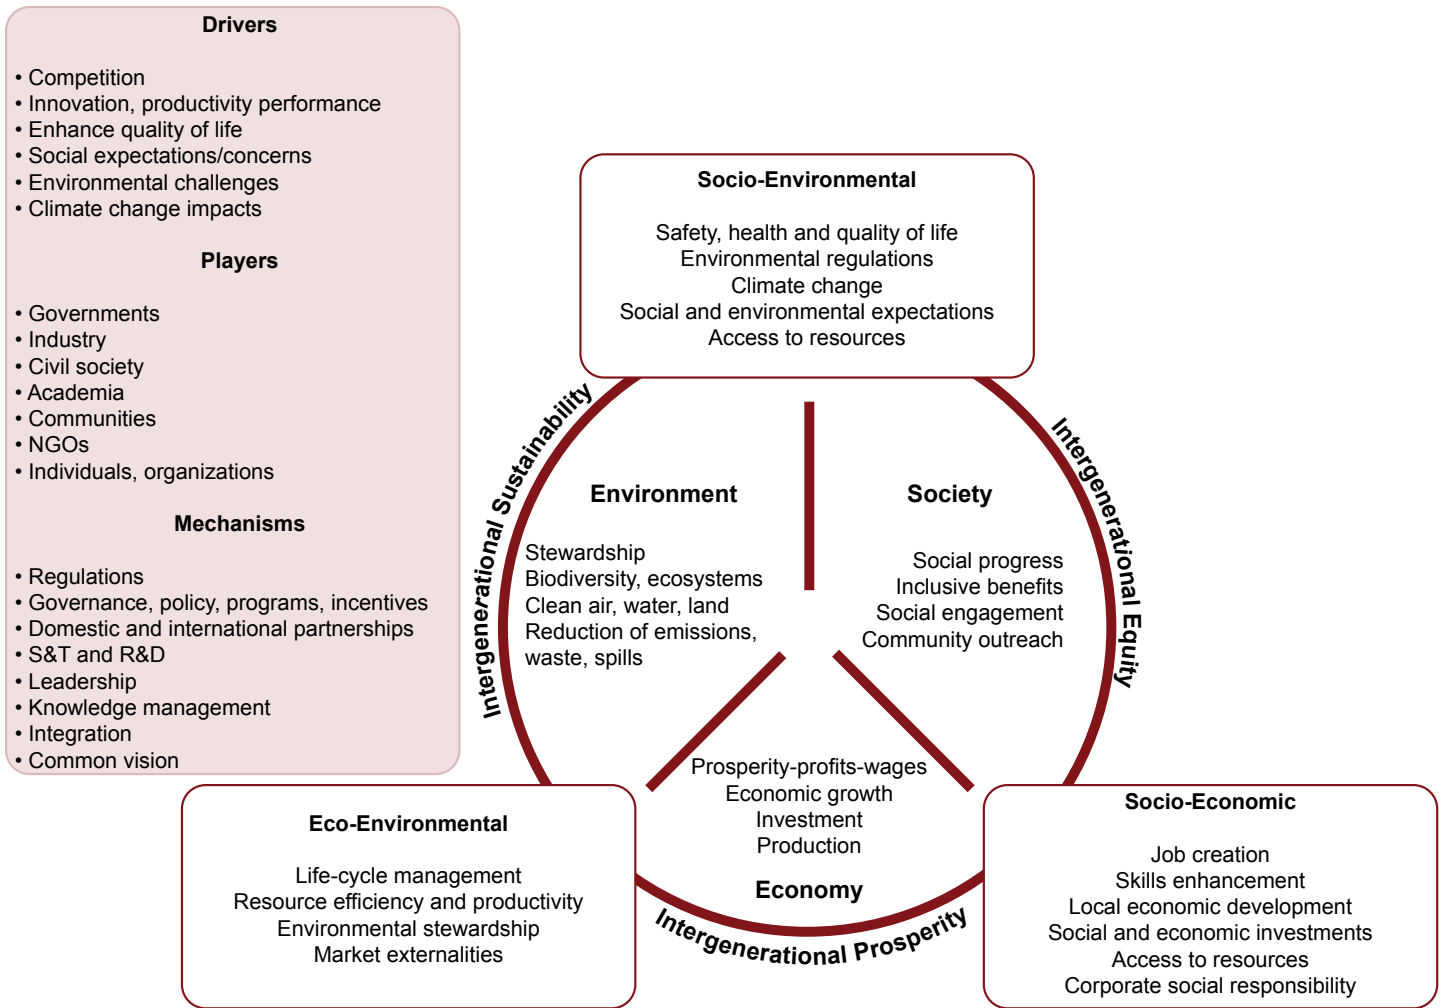 Drivers
• Competition
• Innovation, productivity performance
• Enhance quality of life
• Social expectations/concerns
• Environmental challenges
• Climate change impacts
Players
• Governments
• Industry
• Civil society
• Academia
• Communities
• NGOs
• Individuals, organizations
Mechanisms
• Regulations
• Governance, policy, programs, incentives
• Domestic and international partnerships
• S&T and R&D
• Leadership
• Knowledge management
• Integration
• Common vision
Socio-Environmental
Safety, health and quality of life
Environmental regulations
Climate change
Social and environmental expectations
Access to resources
Intergenerational Sustainability
Intergenerational Equity
Environment
Stewardship
Biodiversity, ecosystems
Clean air, water, land
Reduction of emissions,
waste, spills
Society
Social progress
Inclusive benefits
Social engagement
Community outreach
Prosperity-profits-wages
Economic growth
Investment
Production
Economy
Intergenerational Prosperity
Eco-Environmental
Life-cycle management
Resource efficiency and productivity
Environmental stewardship
Market externalities
Socio-Economic
Job creation
Skills enhancement
Local economic development
Social and economic investments
Access to resources
Corporate social responsibility